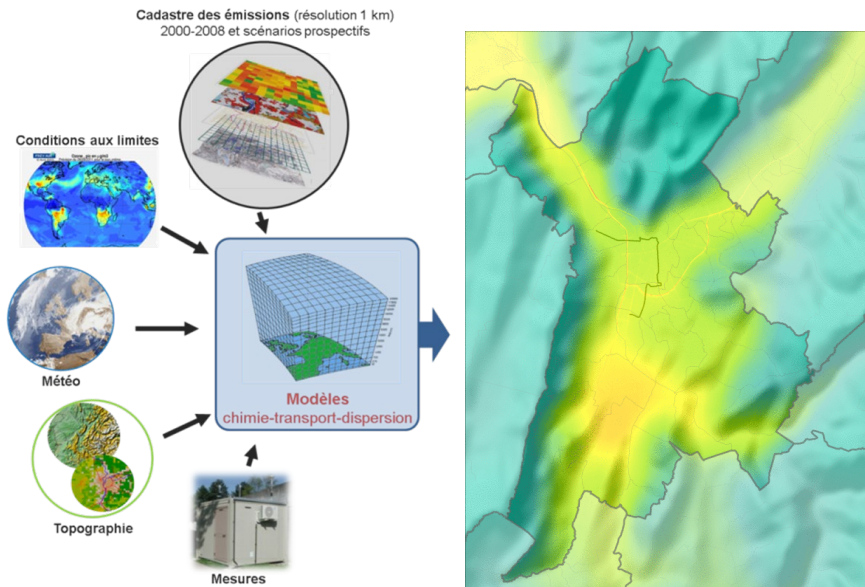 Cadastre des émissions (résolution 1 km)
2000-2008 et scénarios prospectifs
Conditions aux limites
Météo
Modèles
chimie-transport-dispersion
Topographie
Mesures